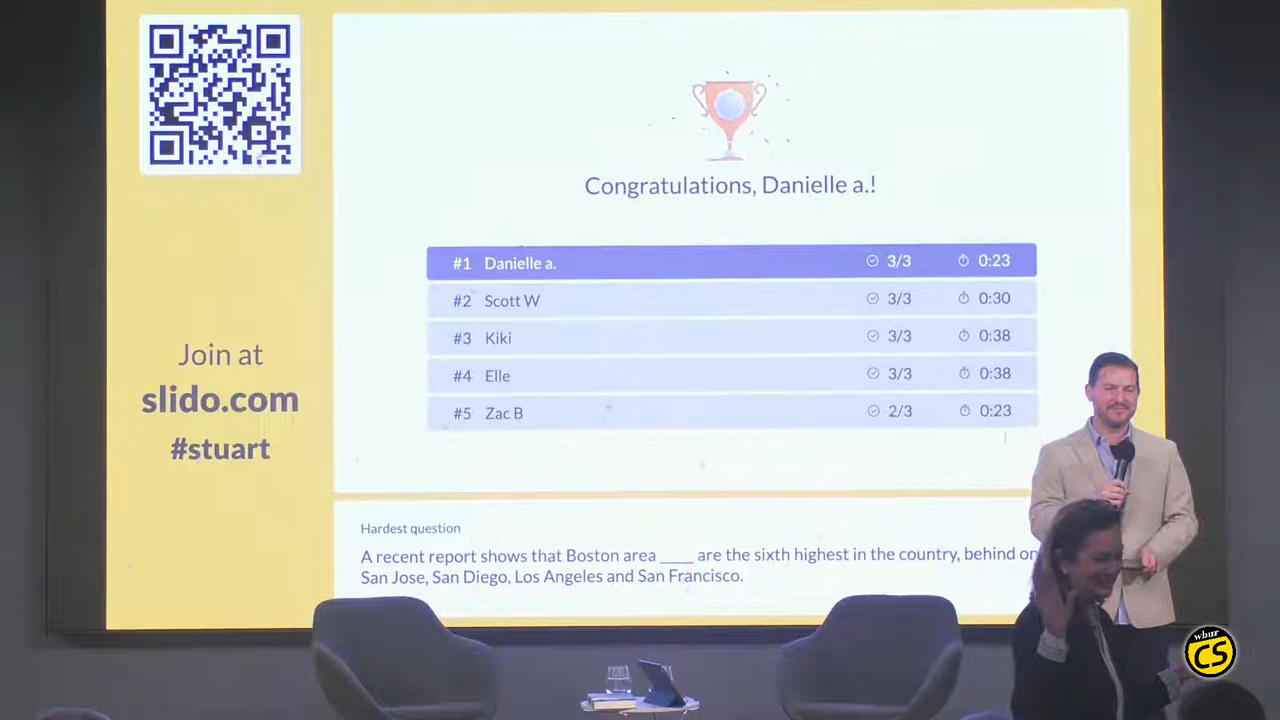 Congratulations, Danielle a.!
#1 Danielle a. 3/3 0:23
#2 Scott W 3/3 0:30
#3 Kiki 3/3 0:38
#4 Elle 3/3 0:38
#5 Zac B 2/3 0:23
Join at
slido.com
#stuart
Hardest question
A recent report shows that Boston area ____ are the sixth highest in the country, behind on
San Jose, San Diego, Los Angeles and San Francisco.
wbur
CS